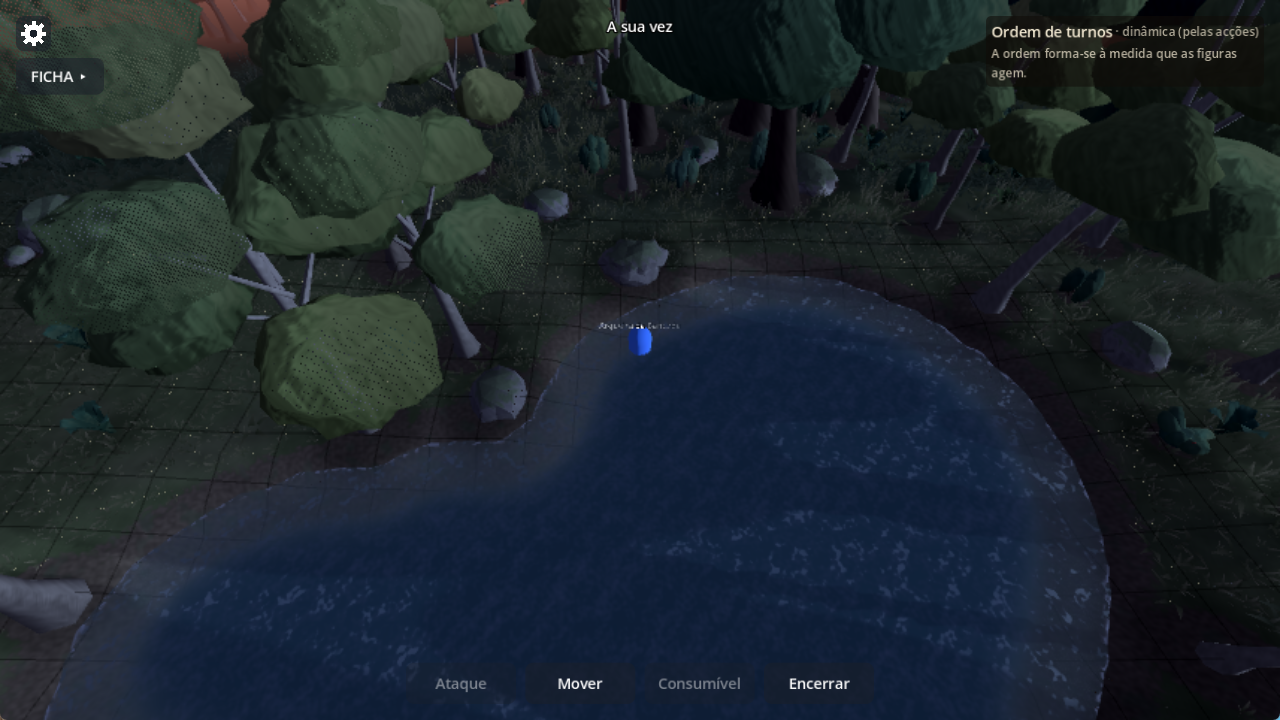 A sua vez
FICHA ▸
Ordem de turnos · dinâmica (pelas acções)
A ordem forma-se à medida que as figuras
agem.
Ataque
Mover
Consumível
Encerrar